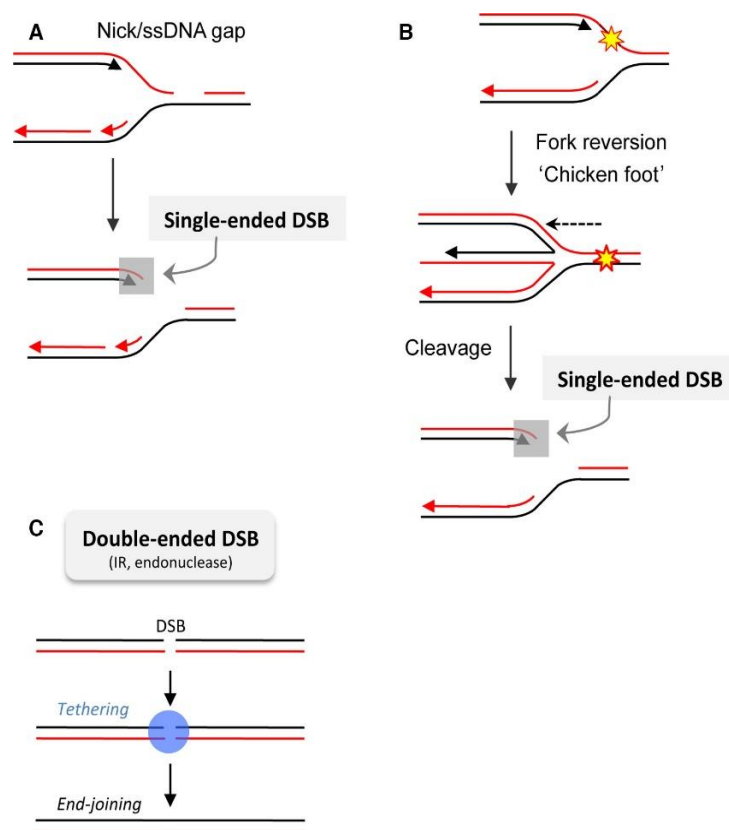 A
Nick/ssDNA gap
Single-ended DSB
B
Fork reversion
'Chicken foot'
Cleavage
Single-ended DSB
C
Double-ended DSB
(IR, endonuclease)
DSB
Tethering
End-joining